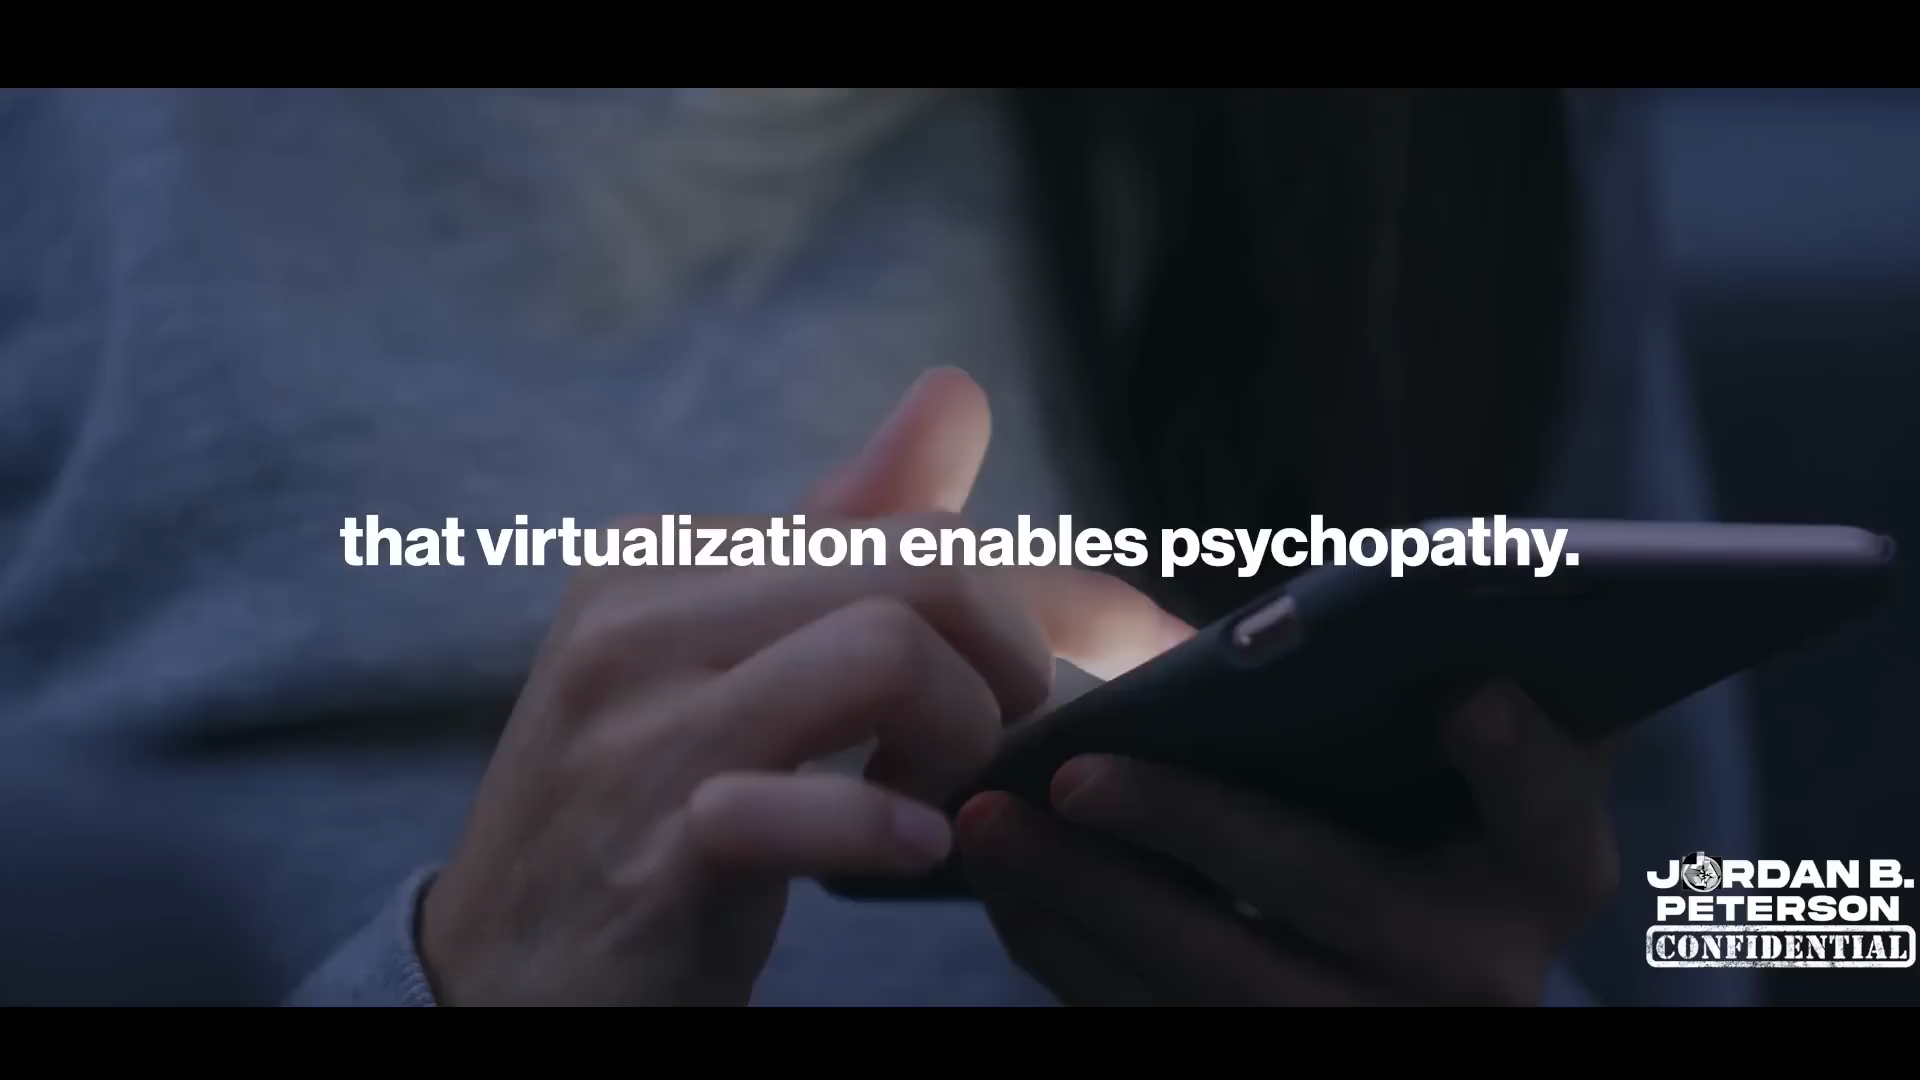 that virtualization enables psychopathy.
JORDAN B.
PETERSON
CONFIDENTIAL